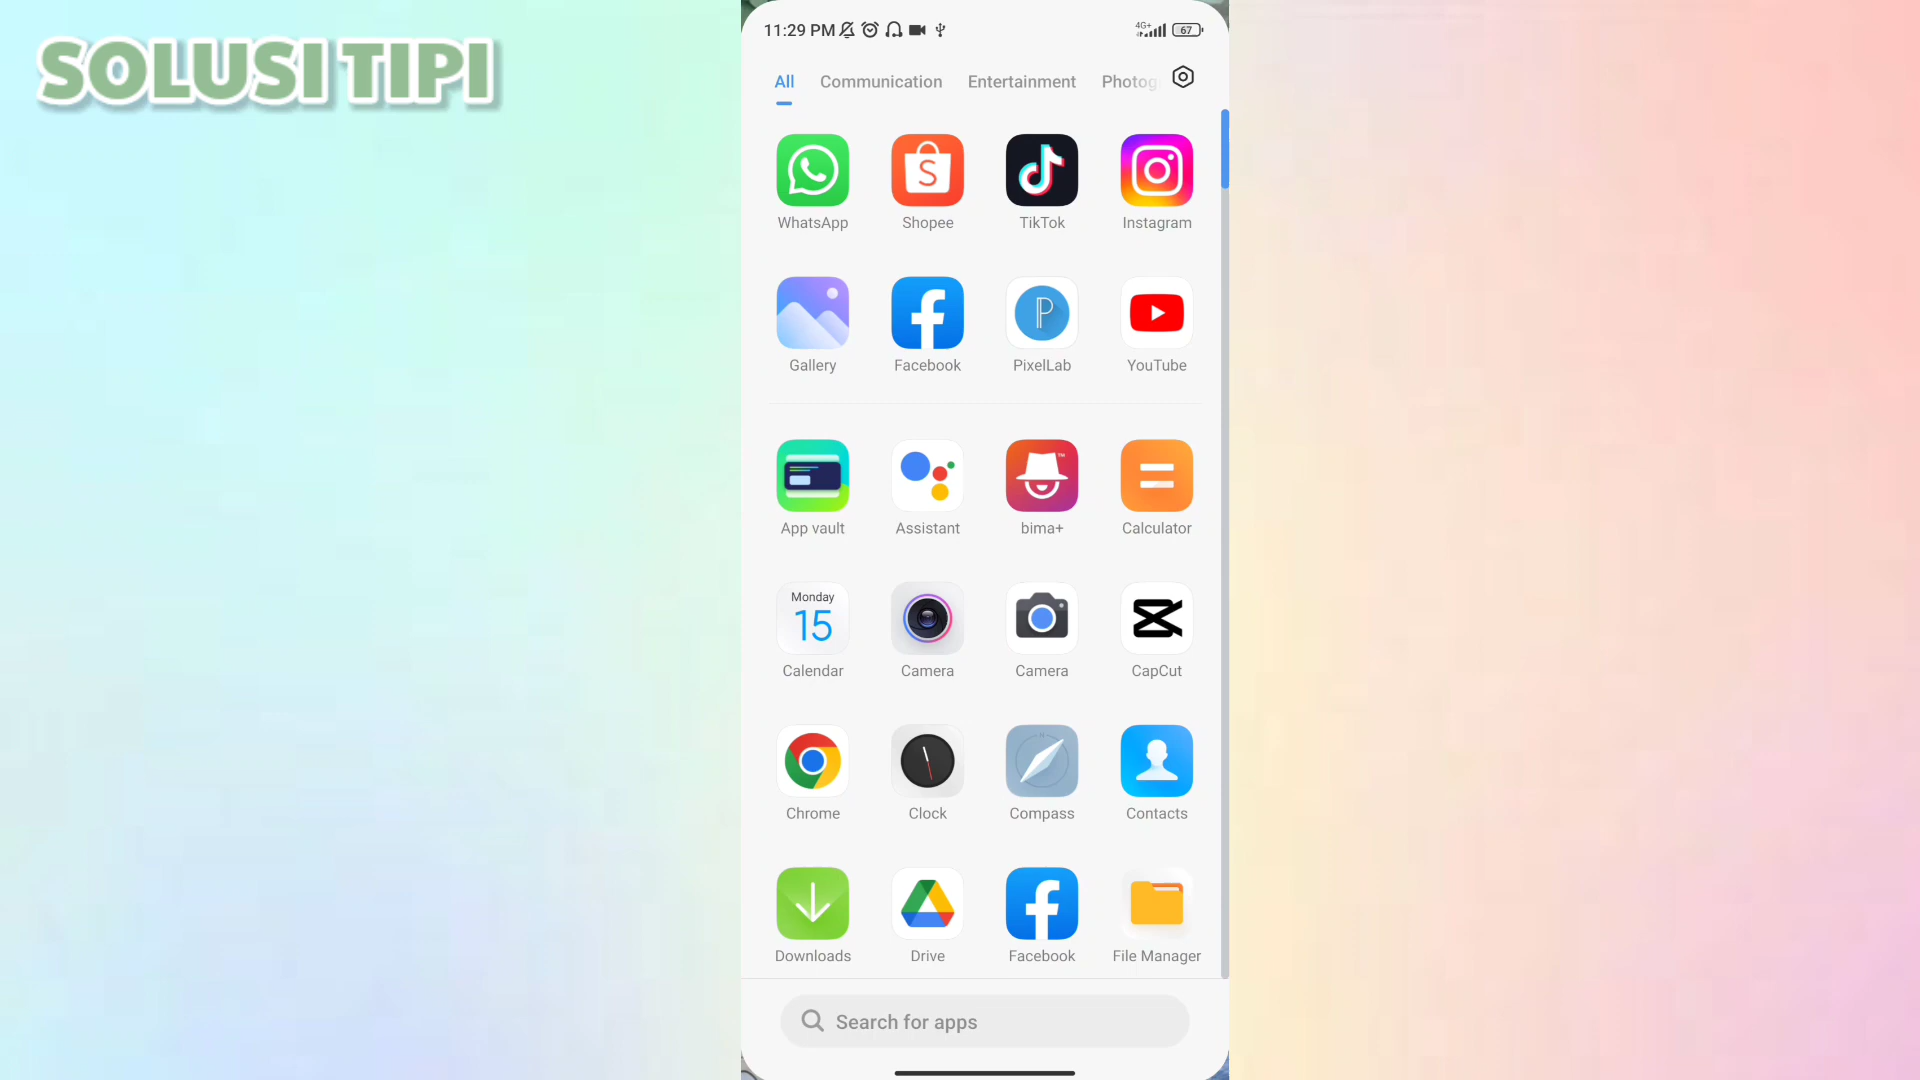 SOLUSI TIPI
11:29 PM 4G+ 67
All Communication Entertainment Photog
WhatsApp Shopee TikTok Instagram
Gallery Facebook PixelLab YouTube
App vault Assistant bima+ Calculator
Monday
15
Calendar Camera Camera CapCut
Chrome Clock Compass Contacts
Downloads Drive Facebook File Manager
Search for apps